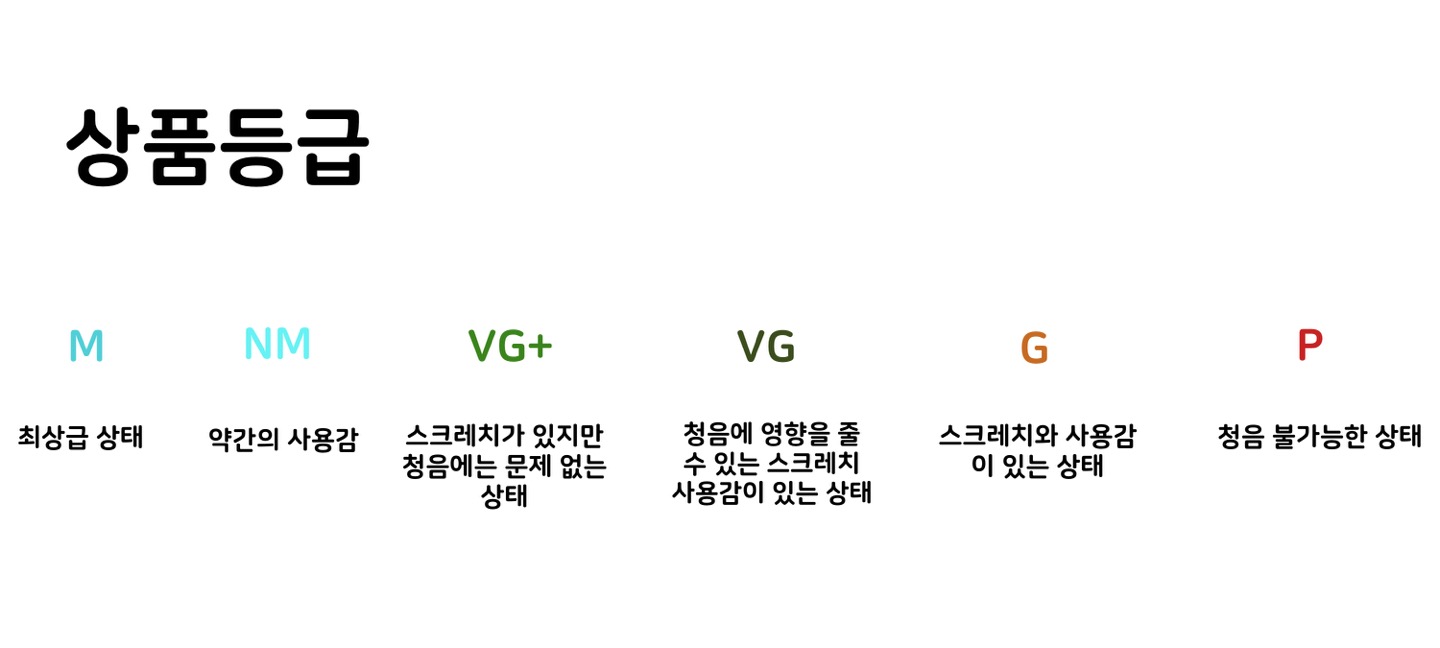 상품등급
M
최상급 상태
NM
약간의 사용감
VG+
스크레치가 있지만
청음에는 문제 없는
상태
VG
청음에 영향을 줄
수 있는 스크레치
사용감이 있는 상태
G
스크레치와 사용감
이 있는 상태
P
청음 불가능한 상태